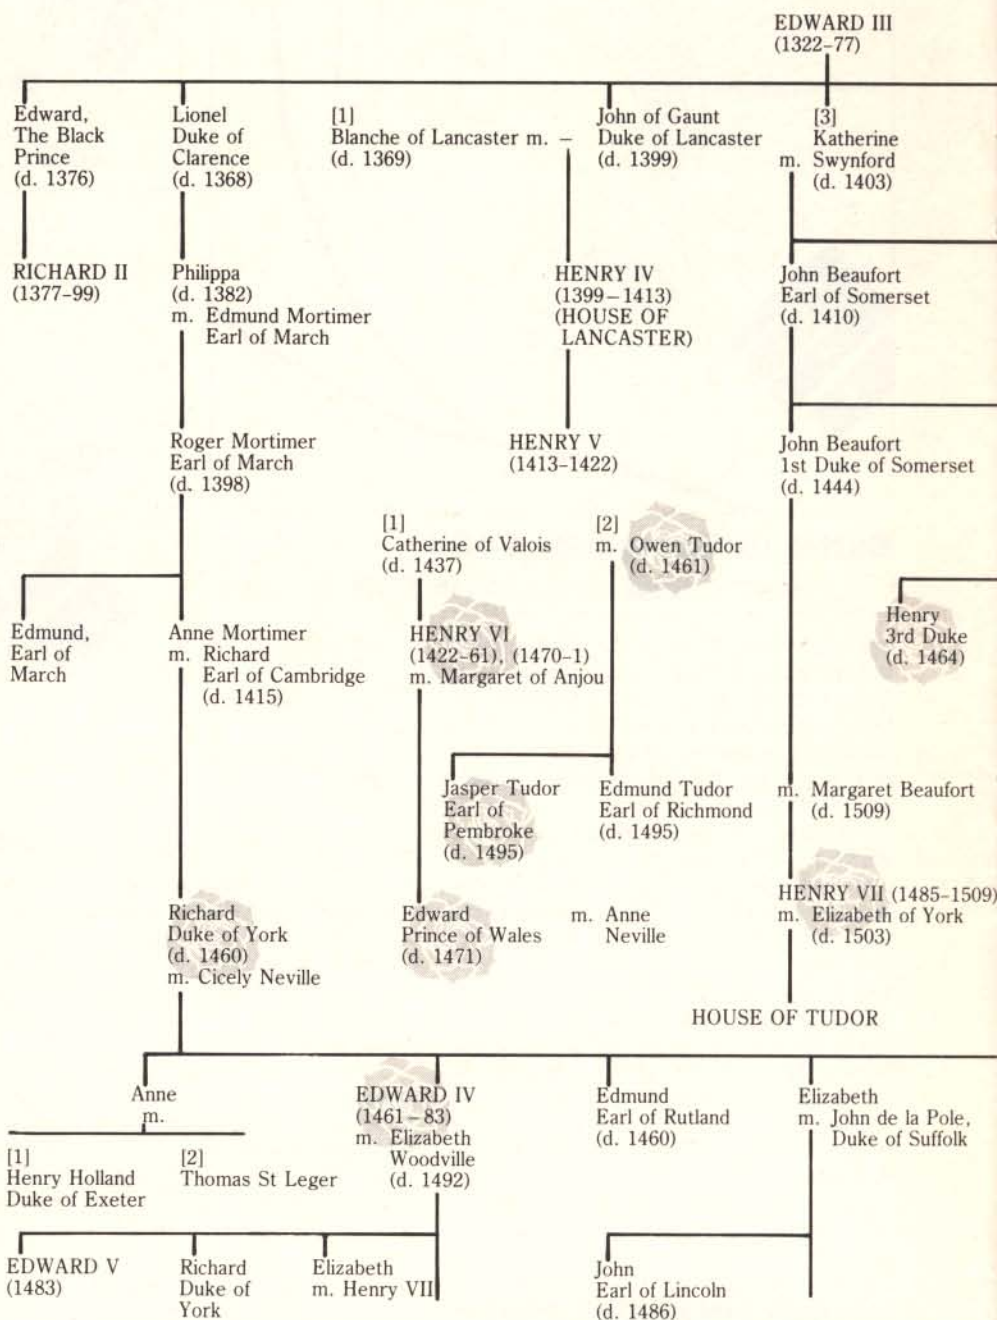 EDWARD III
(1322–77)
Edward,
The Black
Prince
(d. 1376)
Lionel
Duke of
Clarence
(d. 1368)
[1]
Blanche of Lancaster m. –
(d. 1369)
John of Gaunt
Duke of Lancaster
(d. 1399)
[3]
Katherine
m. Swynford
(d. 1403)
RICHARD II
(1377–99)
Philippa
(d. 1382)
m. Edmund Mortimer
Earl of March
HENRY IV
(1399–1413)
(HOUSE OF
LANCASTER)
John Beaufort
Earl of Somerset
(d. 1410)
Roger Mortimer
Earl of March
(d. 1398)
HENRY V
(1413–1422)
John Beaufort
1st Duke of Somerset
(d. 1444)
[1]
Catherine of Valois
(d. 1437)
[2]
m. Owen Tudor
(d. 1461)
Edmund,
Earl of
March
Anne Mortimer
m. Richard
Earl of Cambridge
(d. 1415)
HENRY VI
(1422–61), (1470–1)
m. Margaret of Anjou
Henry
3rd Duke
(d. 1464)
Jasper Tudor
Earl of
Pembroke
(d. 1495)
Edmund Tudor
Earl of Richmond
(d. 1495)
m. Margaret Beaufort
(d. 1509)
Richard
Duke of York
(d. 1460)
m. Cicely Neville
Edward
Prince of Wales
(d. 1471)
m. Anne
Neville
HENRY VII (1485–1509)
m. Elizabeth of York
(d. 1503)
HOUSE OF TUDOR
Anne
m.
[1]
Henry Holland
Duke of Exeter
[2]
Thomas St Leger
EDWARD IV
(1461–83)
m. Elizabeth
Woodville
(d. 1492)
Edmund
Earl of Rutland
(d. 1460)
Elizabeth
m. John de la Pole,
Duke of Suffolk
EDWARD V
(1483)
Richard
Duke of
York
Elizabeth
m. Henry VII
John
Earl of Lincoln
(d. 1486)